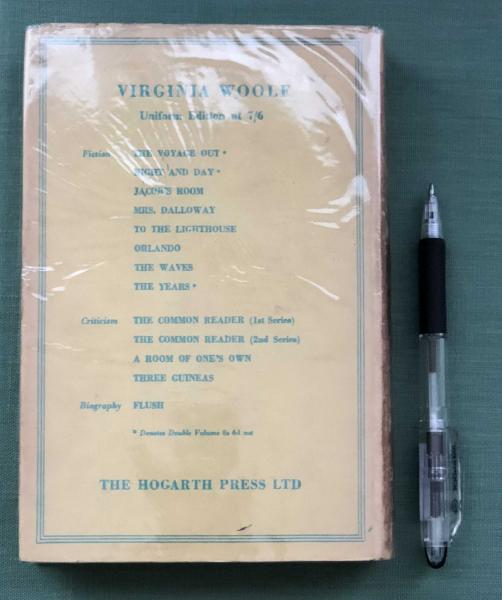 VIRGINIA WOOLF
Uniform Edition at 7/6
Fiction THE VOYAGE OUT *
NIGHT AND DAY *
JACOB'S ROOM
MRS. DALLOWAY
TO THE LIGHTHOUSE
ORLANDO
THE WAVES
THE YEARS *
Criticism THE COMMON READER (1st Series)
THE COMMON READER (2nd Series)
A ROOM OF ONE'S OWN
THREE GUINEAS
Biography FLUSH
* Denotes Double Volume 8s 6d net
THE HOGARTH PRESS LTD